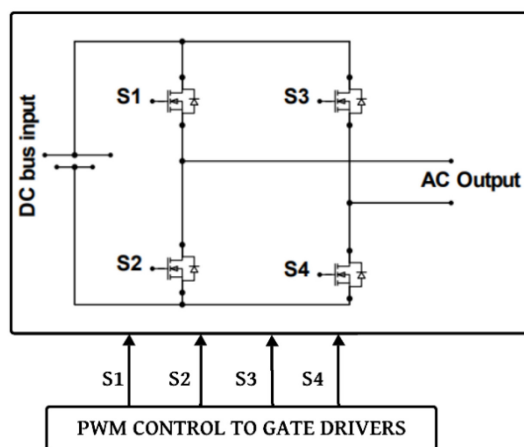 S1
S3
DC bus input
AC Output
S2
S4
S1
S2
S3
S4
PWM CONTROL TO GATE DRIVERS